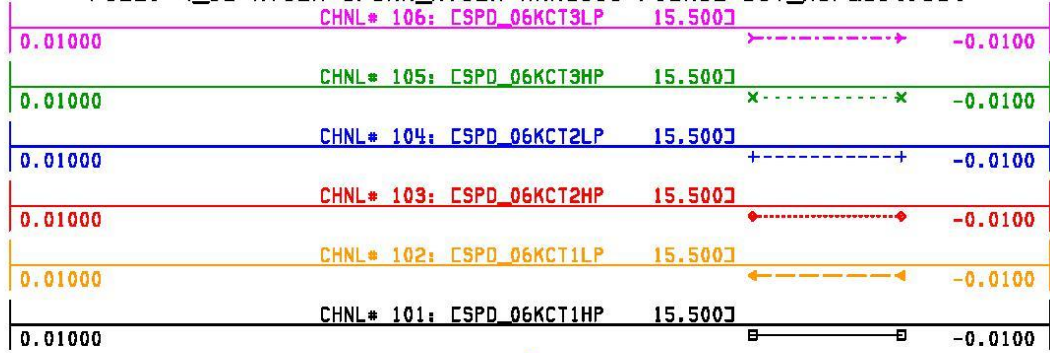 CHNL# 106: [SPD_06KCT3LP 15.500]
0.01000 -0.0100
CHNL# 105: [SPD_06KCT3HP 15.500]
0.01000 -0.0100
CHNL# 104: [SPD_06KCT2LP 15.500]
0.01000 -0.0100
CHNL# 103: [SPD_06KCT2HP 15.500]
0.01000 -0.0100
CHNL# 102: [SPD_06KCT1LP 15.500]
0.01000 -0.0100
CHNL# 101: [SPD_06KCT1HP 15.500]
0.01000 -0.0100